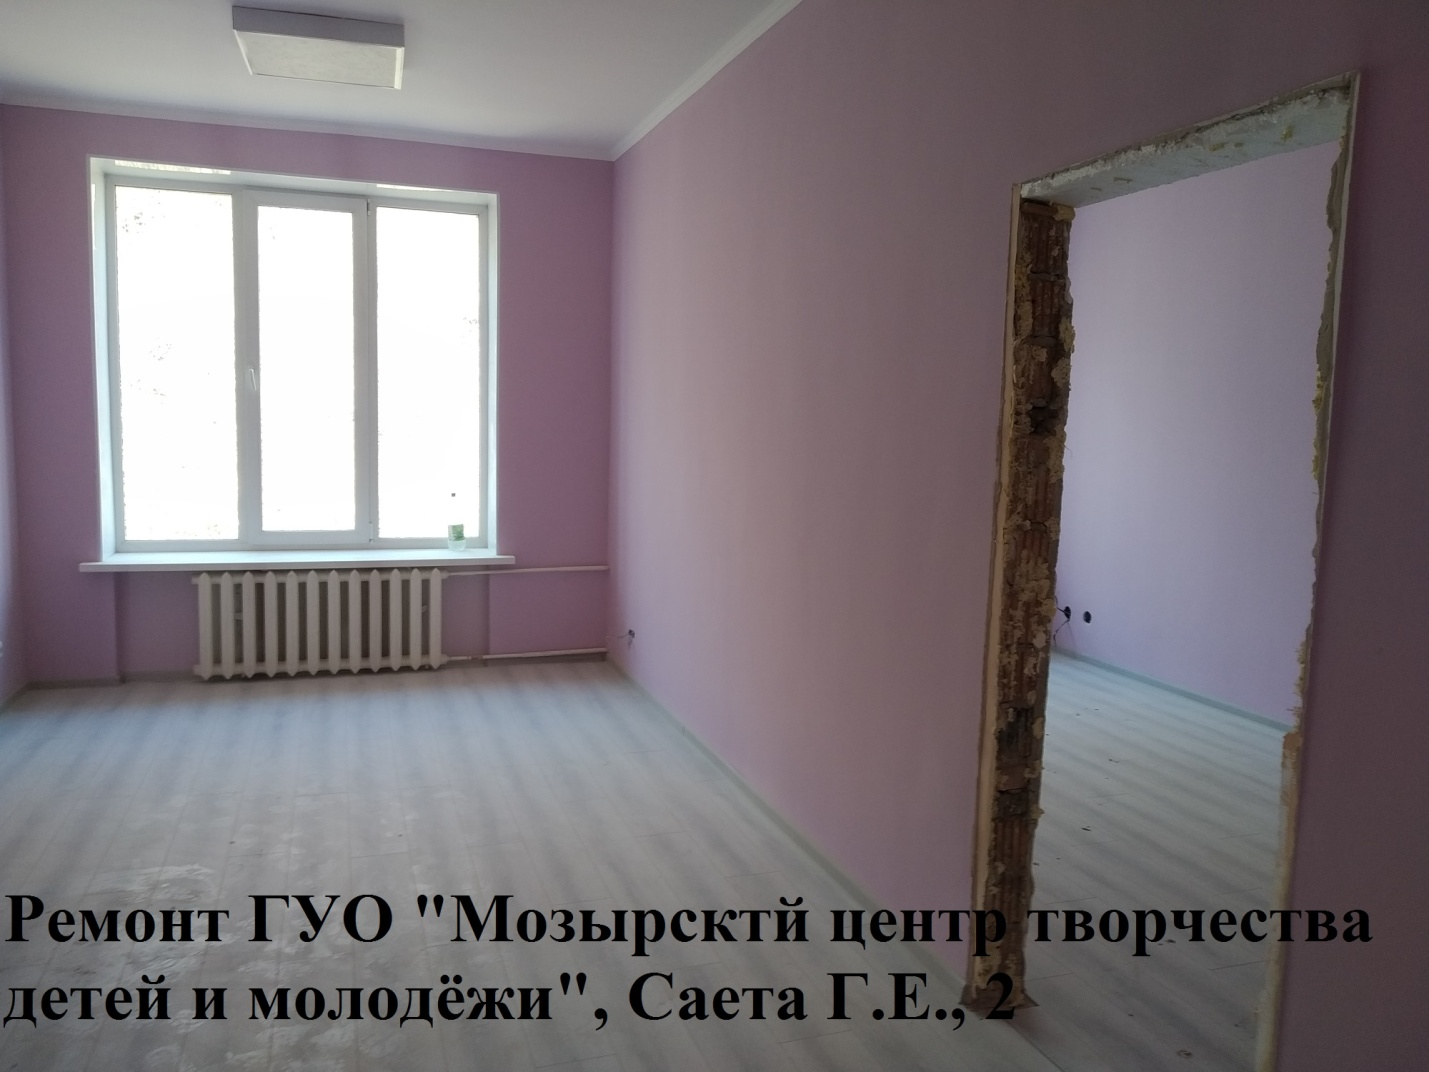 Ремонт ГУО "Мозырсктй центр творчества
детей и молодёжи", Саета Г.Е., 2